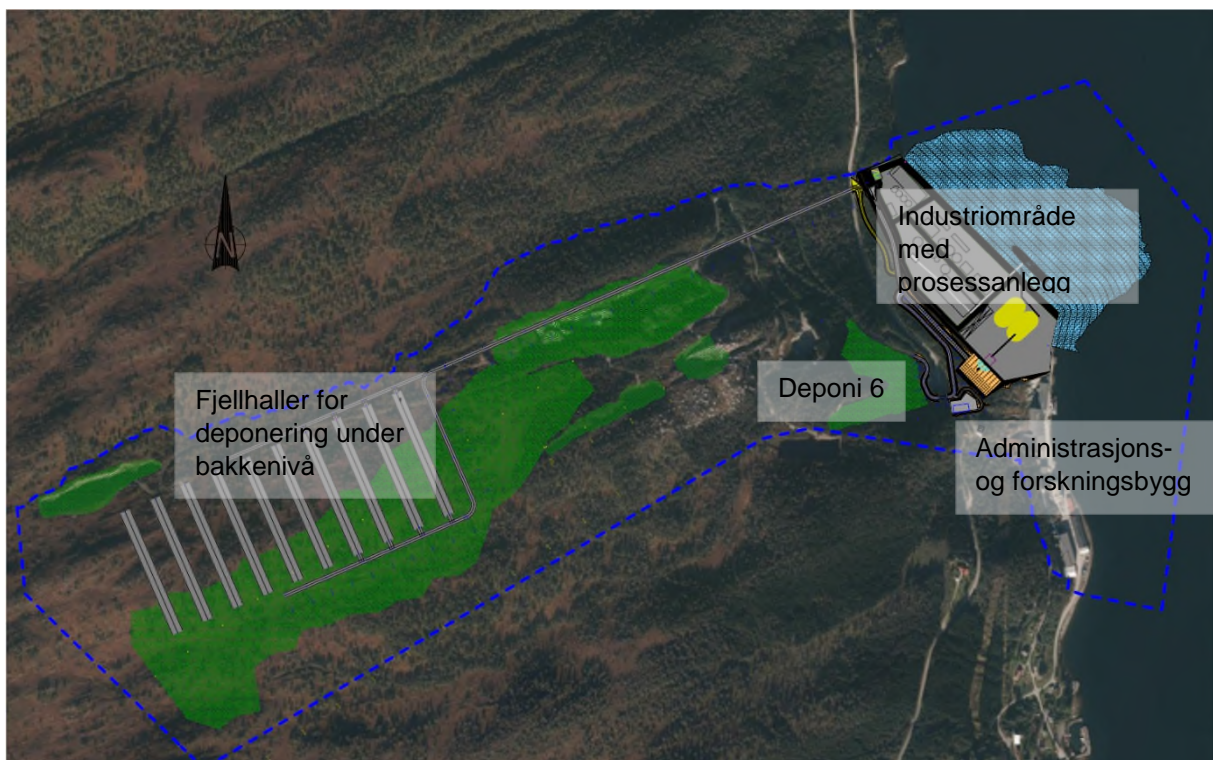 Industriområde
med
prosessanlegg
Fjellhaller for
deponering under
bakkenivå
Deponi 6
Administrasjons-
og forskningsbygg
N